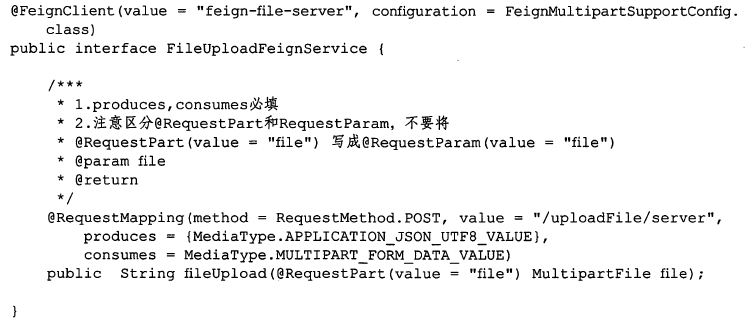 @FeignClient(value = "feign-file-server", configuration = FeignMultipartSupportConfig.
class)
public interface FileUploadFeignService {
/***
* 1.produces,consumes必填
* 2.注意区分@RequestPart和RequestParam，不要将
* @RequestPart(value = "file") 写成@RequestParam(value = "file")
* @param file
* @return
*/
@RequestMapping(method = RequestMethod.POST, value = "/uploadFile/server",
produces = {MediaType.APPLICATION_JSON_UTF8_VALUE},
consumes = MediaType.MULTIPART_FORM_DATA_VALUE)
public String fileUpload(@RequestPart(value = "file") MultipartFile file);
}